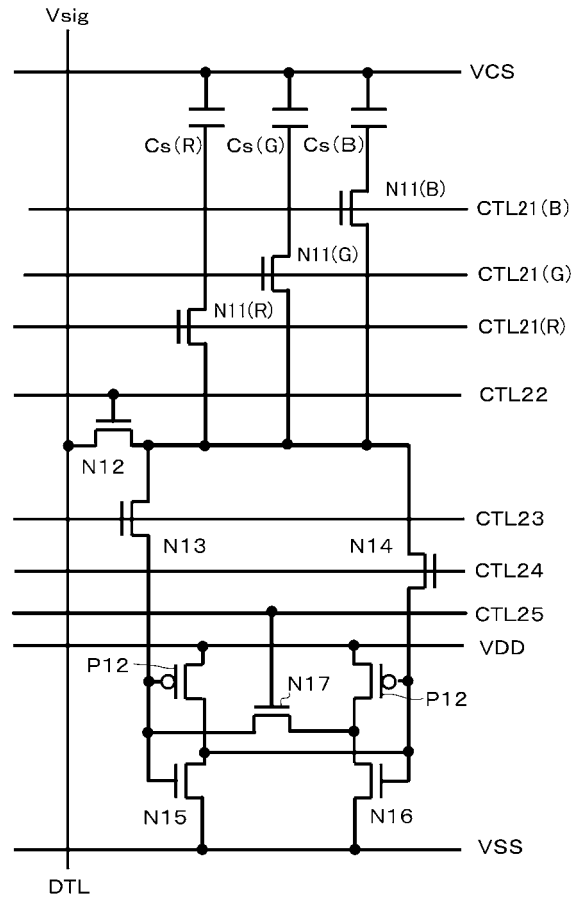 Vsig
VCS
Cs(R)
Cs(G)
Cs(B)
N11(B)
CTL21(B)
N11(G)
CTL21(G)
N11(R)
CTL21(R)
CTL22
N12
CTL23
N13
N14
CTL24
CTL25
VDD
P12
N17
P12
N15
N16
VSS
DTL